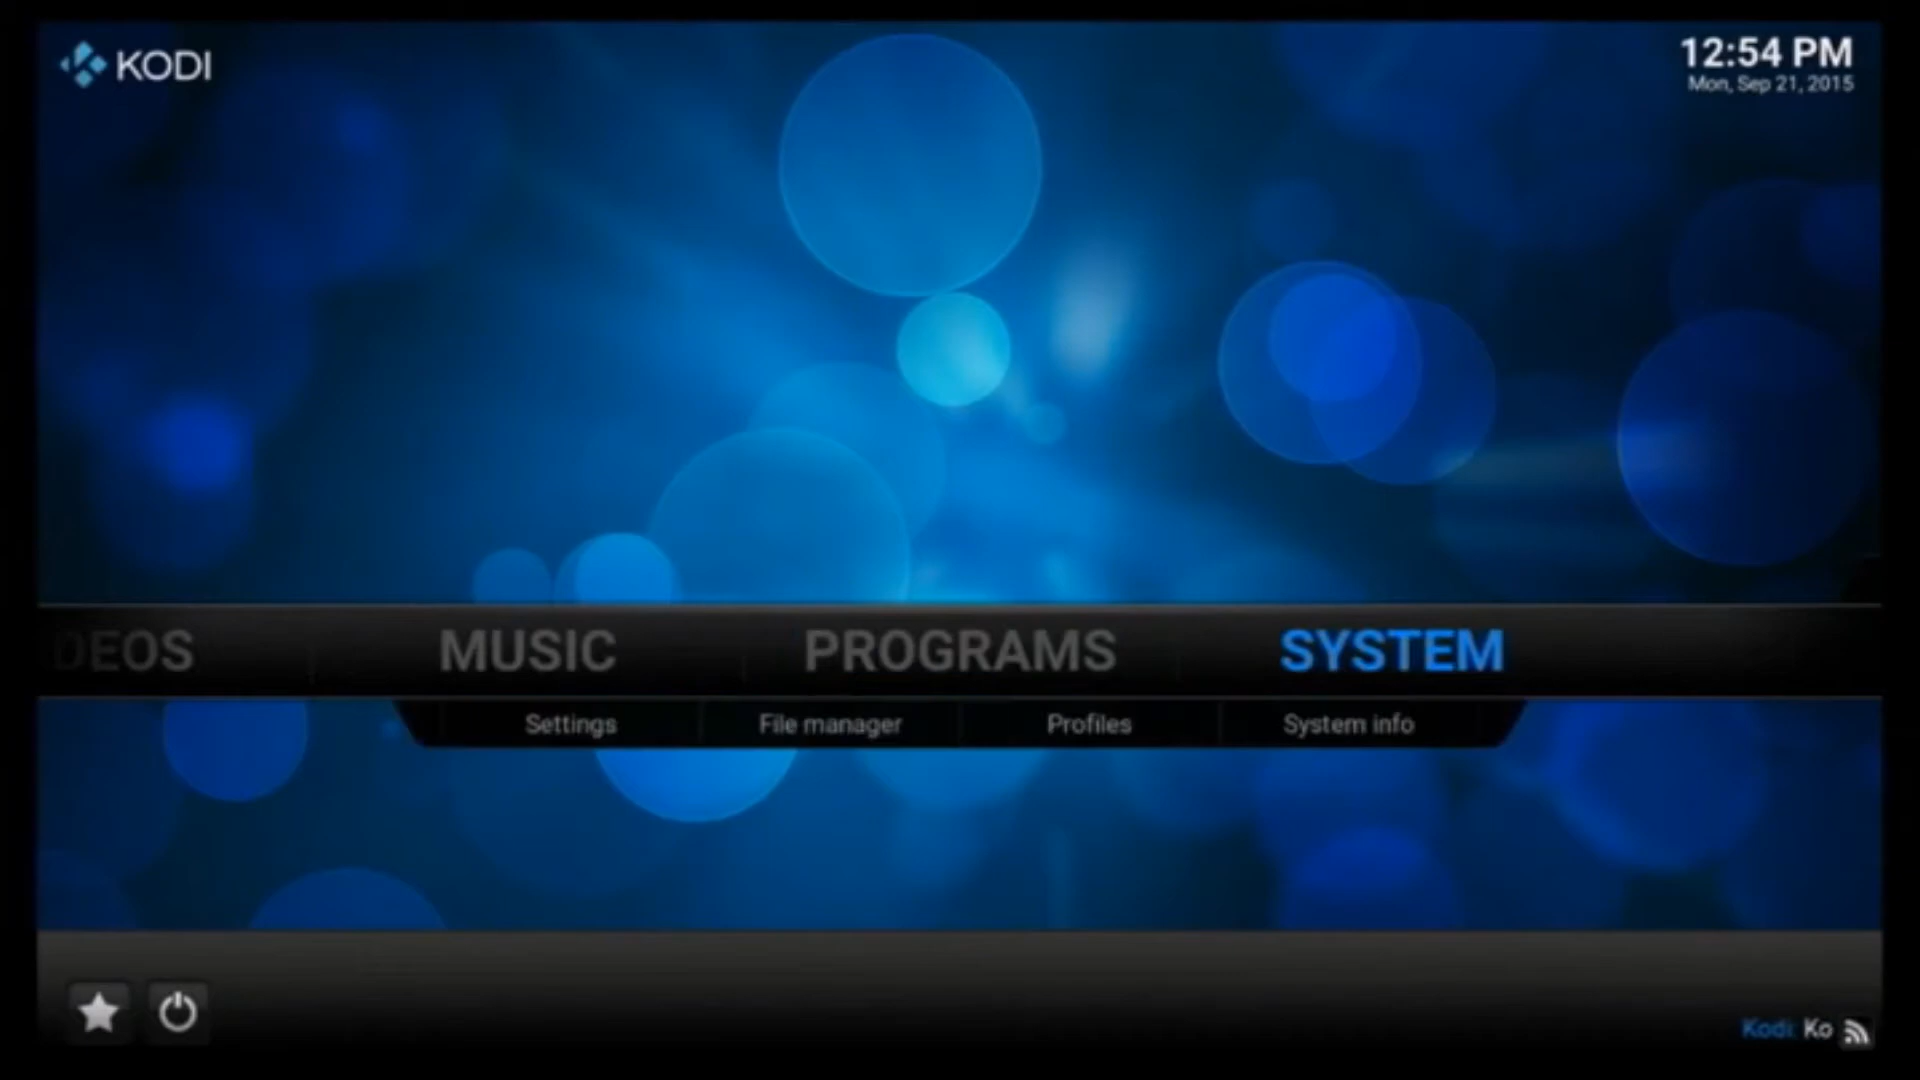 KODI
12:54 PM
Mon, Sep 21, 2015
DEOS MUSIC PROGRAMS SYSTEM
Settings File manager Profiles System info
Kodi: Ko